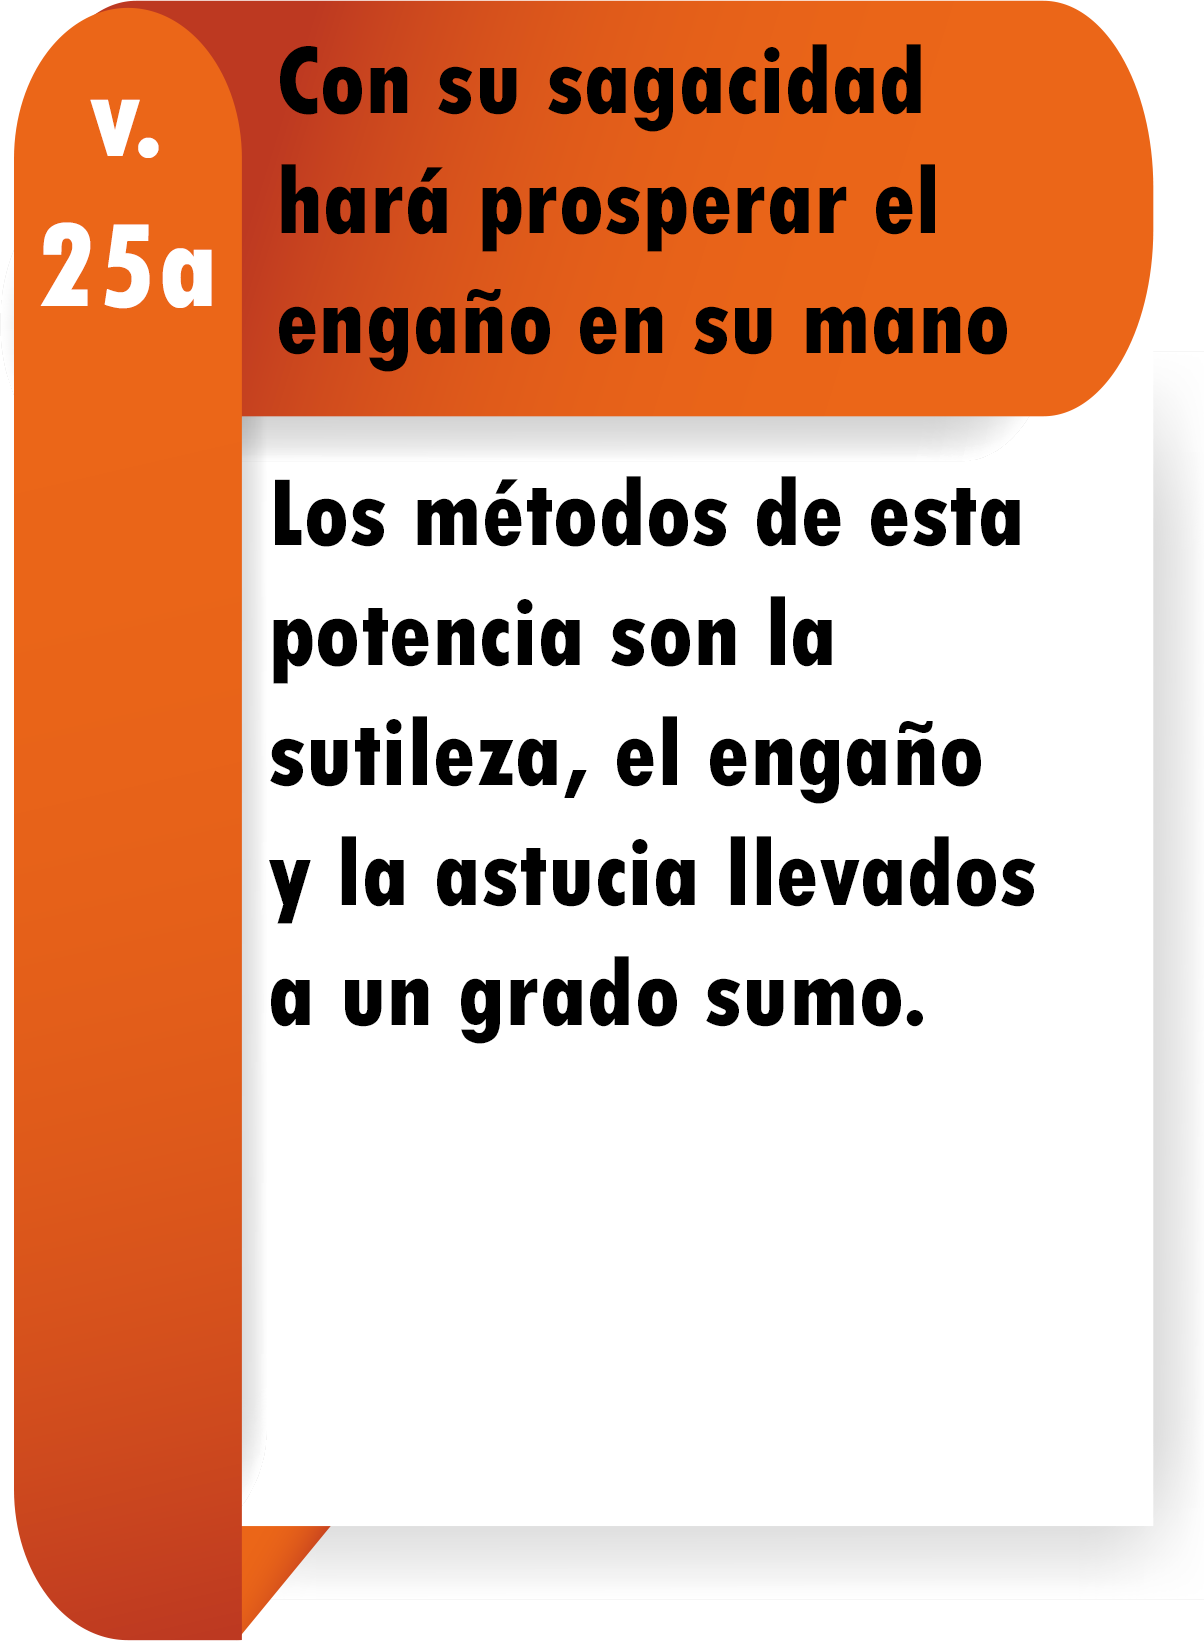 v.
25a
Con su sagacidad
hará prosperar el
engaño en su mano
Los métodos de esta
potencia son la
sutileza, el engaño
y la astucia llevados
a un grado sumo.